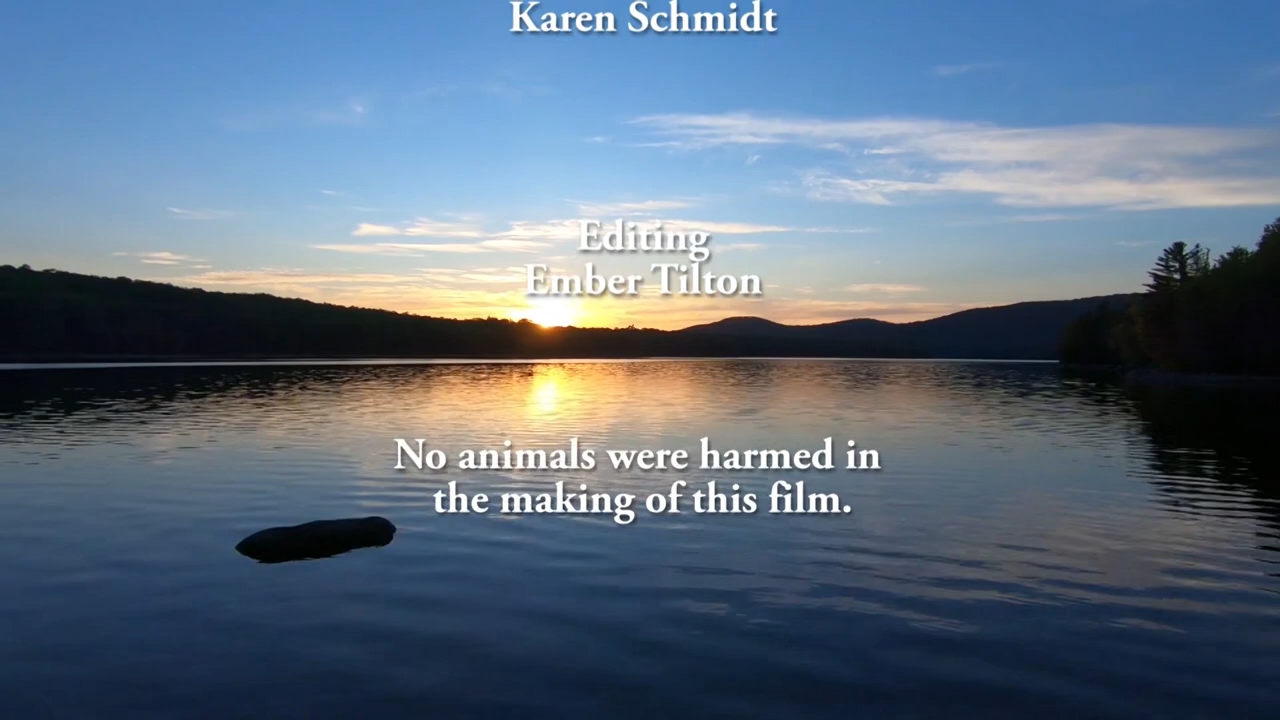 Karen Schmidt
Editing
Ember Tilton
No animals were harmed in
the making of this film.